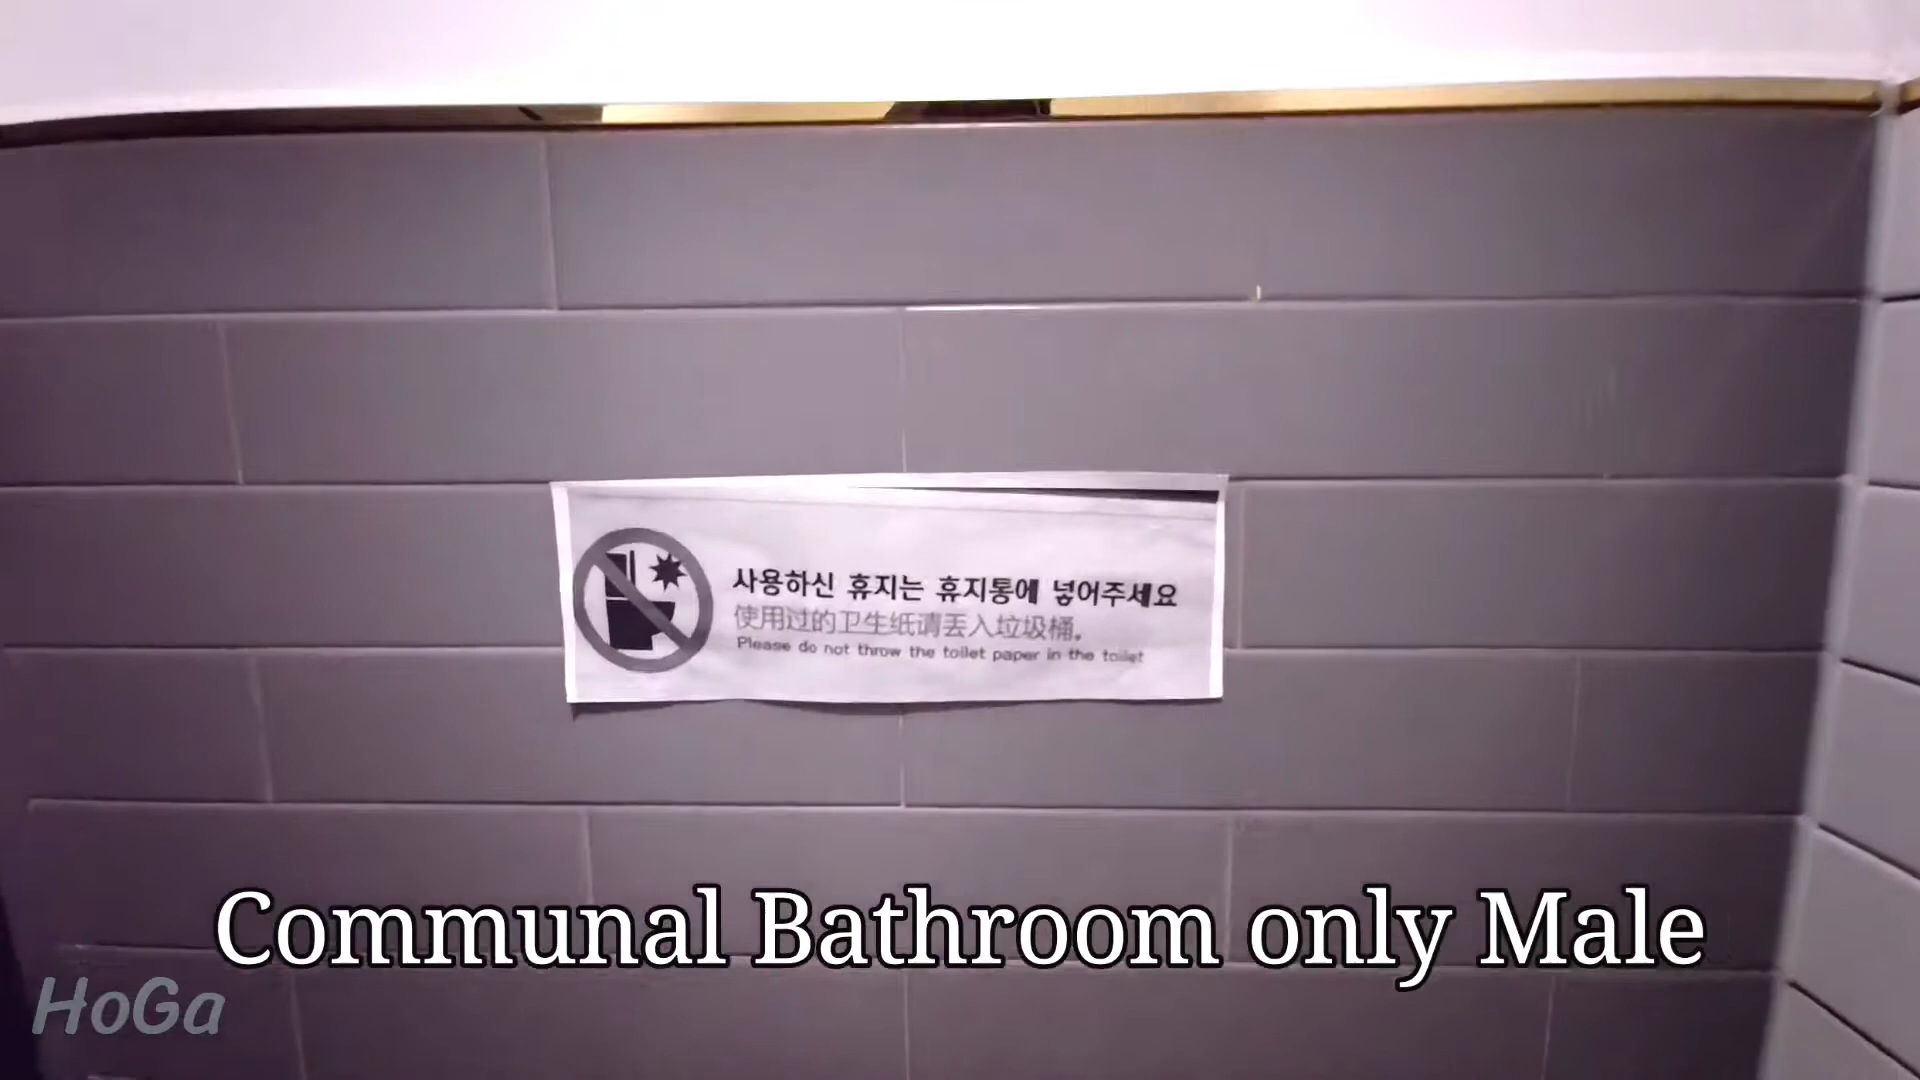 사용하신 휴지는 휴지통에 넣어주세요
使用过的卫生纸请丢入垃圾桶。
Please do not throw the toilet paper in the toilet
Communal Bathroom only Male
HoGa